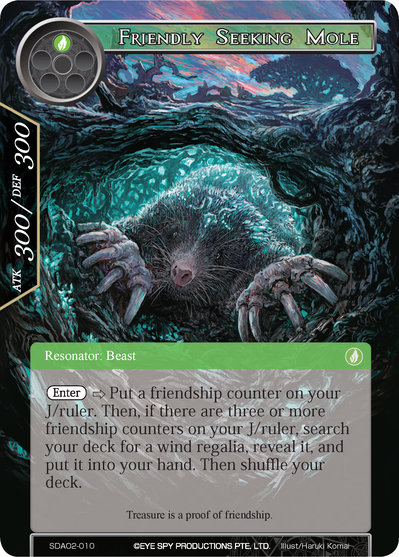 Friendly Seeking Mole
ATK 300/DEF 300
Resonator: Beast
Enter ⇨ Put a friendship counter on your
J/ruler. Then, if there are three or more
friendship counters on your J/ruler, search
your deck for a wind regalia, reveal it, and
put it into your hand. Then shuffle your
deck.
Treasure is a proof of friendship.
SDAO2-010 ©EYE SPY PRODUCTIONS PTE. LTD. Illust/Haruki Komai